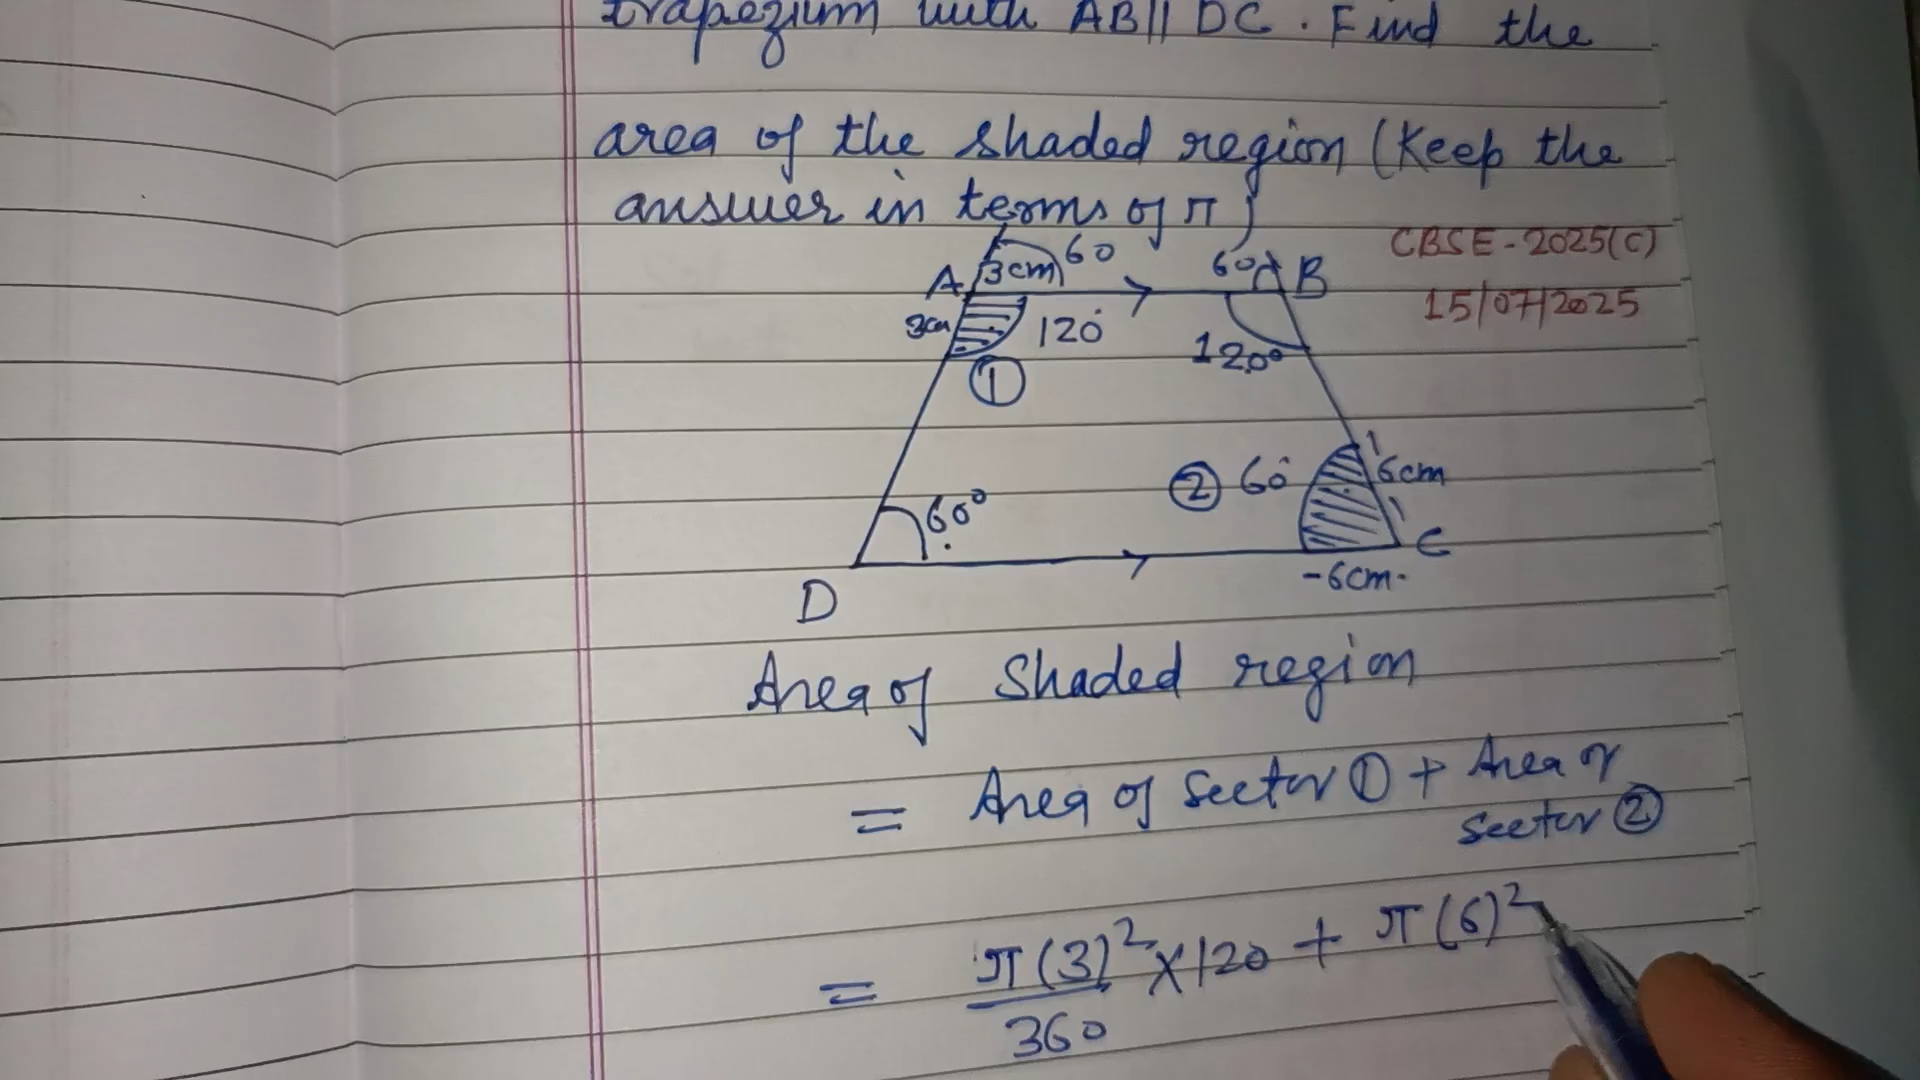 trapezium with AB || DC . Find the
area of the shaded region (Keep the
answer in terms of π)
CBSE - 2025(C)
15/07/2025
A 3cm 60 60 B
3cm 120° 120°
①
② 60° 6cm
60°
D C
-6cm-
Area of Shaded region
= Area of Sector ① + Area of
Sector ②
= π(3)² × 120 + π(6)²
360